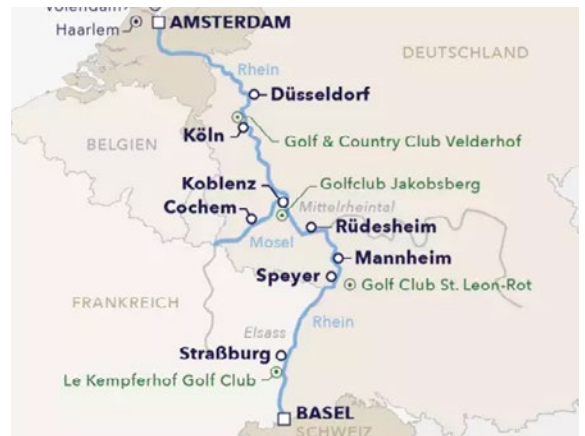 Volendam
Haarlem
AMSTERDAM
DEUTSCHLAND
Rhein
Düsseldorf
Köln
Golf & Country Club Velderhof
BELGIEN
Koblenz
Golfclub Jakobsberg
Cochem
Mittelrheintal
Rüdesheim
Mosel
Mannheim
Speyer
Golf Club St. Leon-Rot
FRANKREICH
Rhein
Elsass
Straßburg
Le Kempferhof Golf Club
BASEL
SCHWEIZ